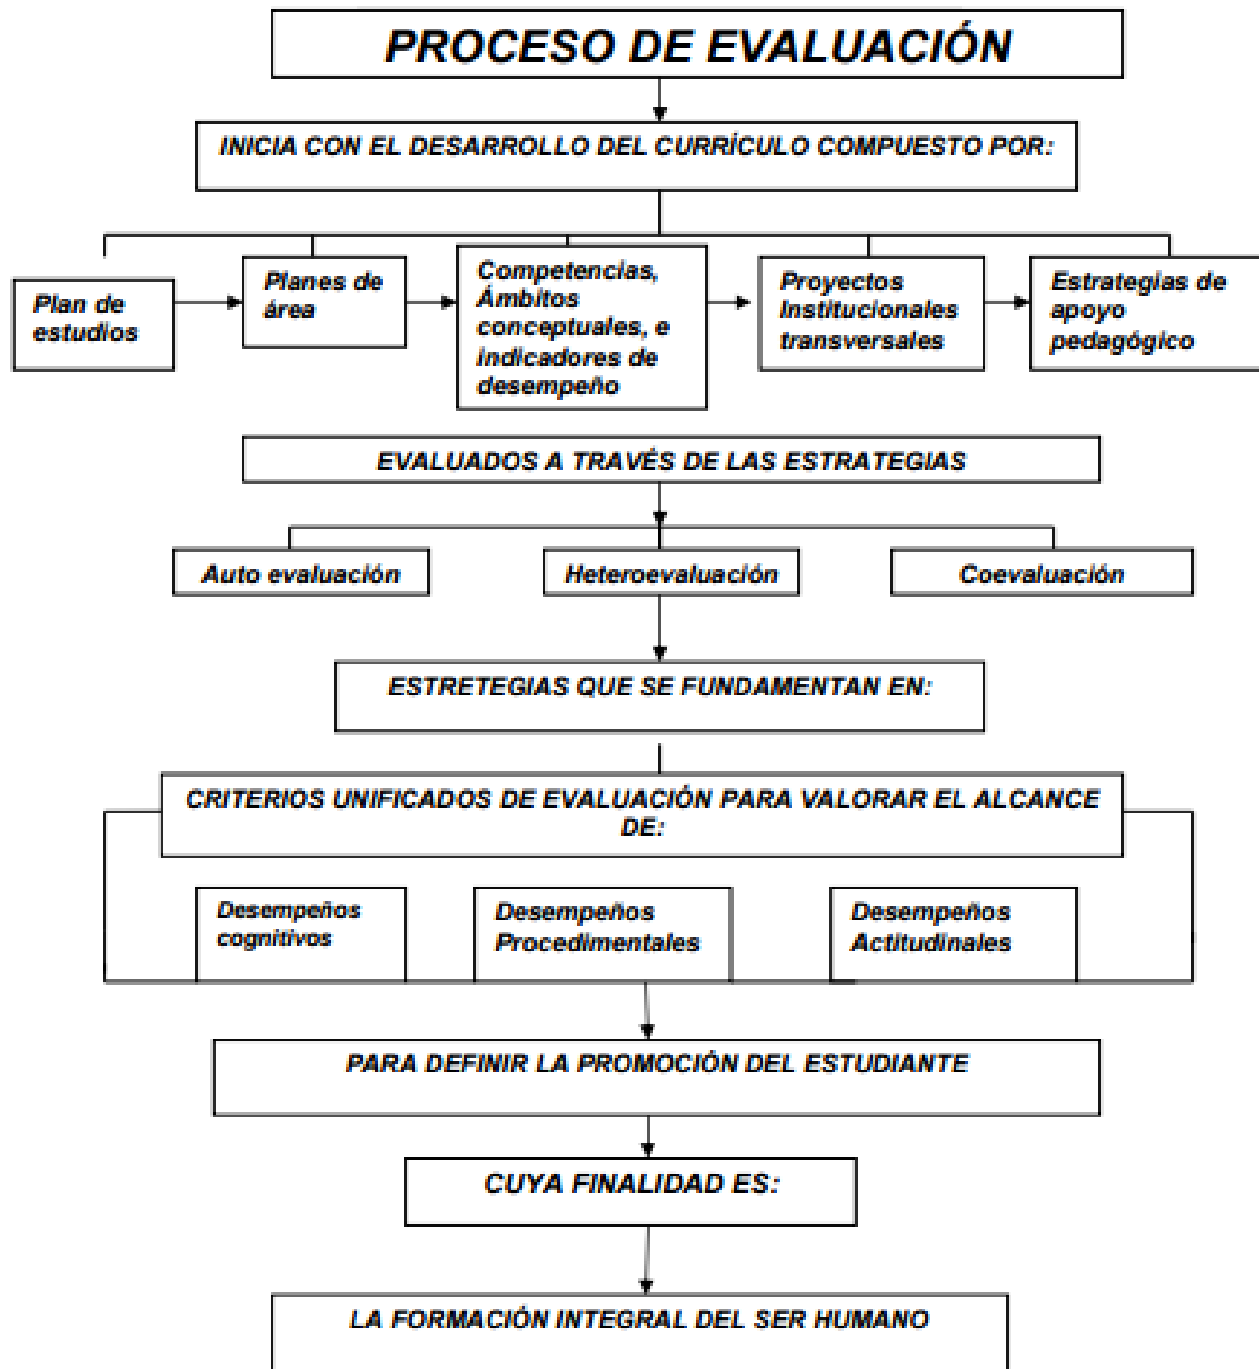 PROCESO DE EVALUACIÓN
INICIA CON EL DESARROLLO DEL CURRÍCULO COMPUESTO POR:
Plan de
estudios
Planes de
área
Competencias,
Ámbitos
conceptuales, e
indicadores de
desempeño
Proyectos
Institucionales
transversales
Estrategias de
apoyo
pedagógico
EVALUADOS A TRAVÉS DE LAS ESTRATEGIAS
Auto evaluación
Heteroevaluación
Coevaluación
ESTRETEGIAS QUE SE FUNDAMENTAN EN:
CRITERIOS UNIFICADOS DE EVALUACIÓN PARA VALORAR EL ALCANCE
DE:
Desempeños
cognitivos
Desempeños
Procedimentales
Desempeños
Actitudinales
PARA DEFINIR LA PROMOCIÓN DEL ESTUDIANTE
CUYA FINALIDAD ES:
LA FORMACIÓN INTEGRAL DEL SER HUMANO